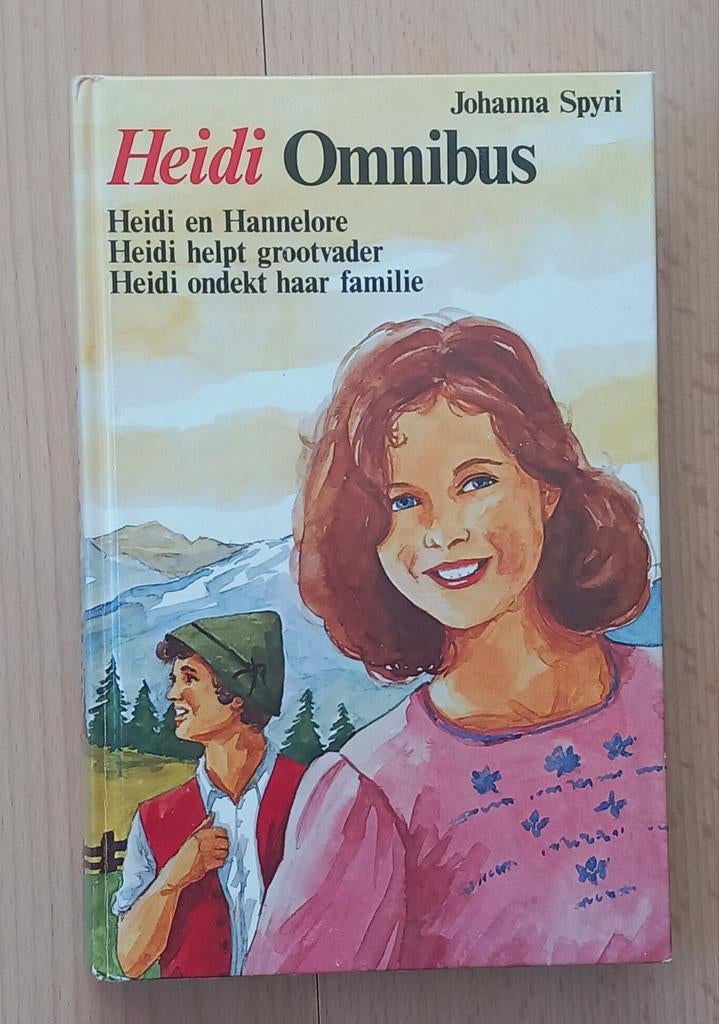 Johanna Spyri
Heidi Omnibus
Heidi en Hannelore
Heidi helpt grootvader
Heidi ondekt haar familie